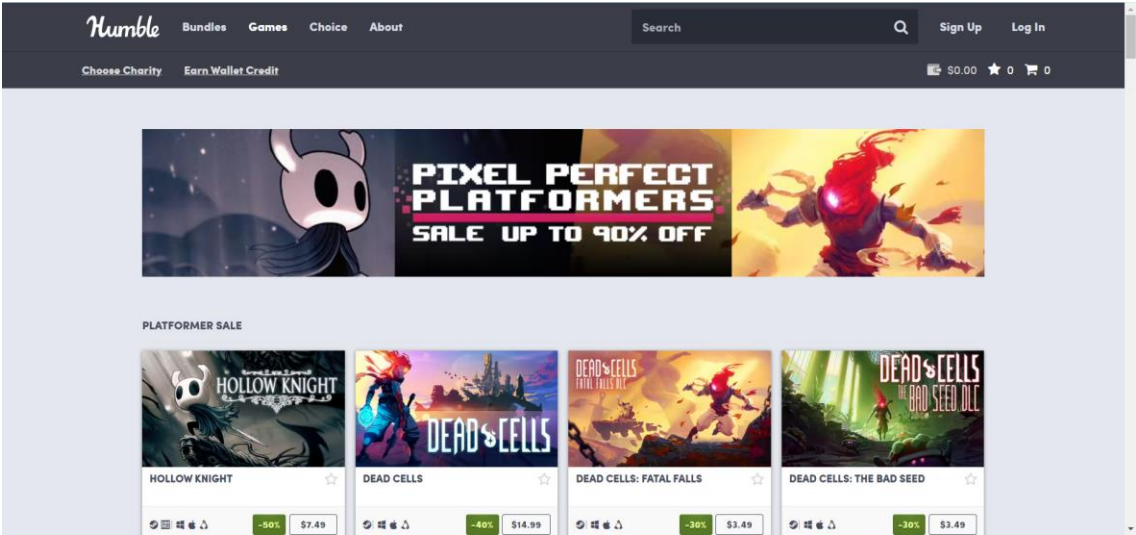 Humble Bundles Games Choice About Search Sign Up Log In
Choose Charity Earn Wallet Credit $0.00 0 0
PIXEL PERFECT
PLATFORMERS
SALE UP TO 90% OFF
PLATFORMER SALE
HOLLOW KNIGHT
DEAD CELLS
DEAD CELLS
FATAL FALLS DLC
DEAD CELLS
THE BAD SEED DLC
HOLLOW KNIGHT DEAD CELLS DEAD CELLS: FATAL FALLS DEAD CELLS: THE BAD SEED
-50% $7.49 -40% $14.99 -30% $3.49 -30% $3.49